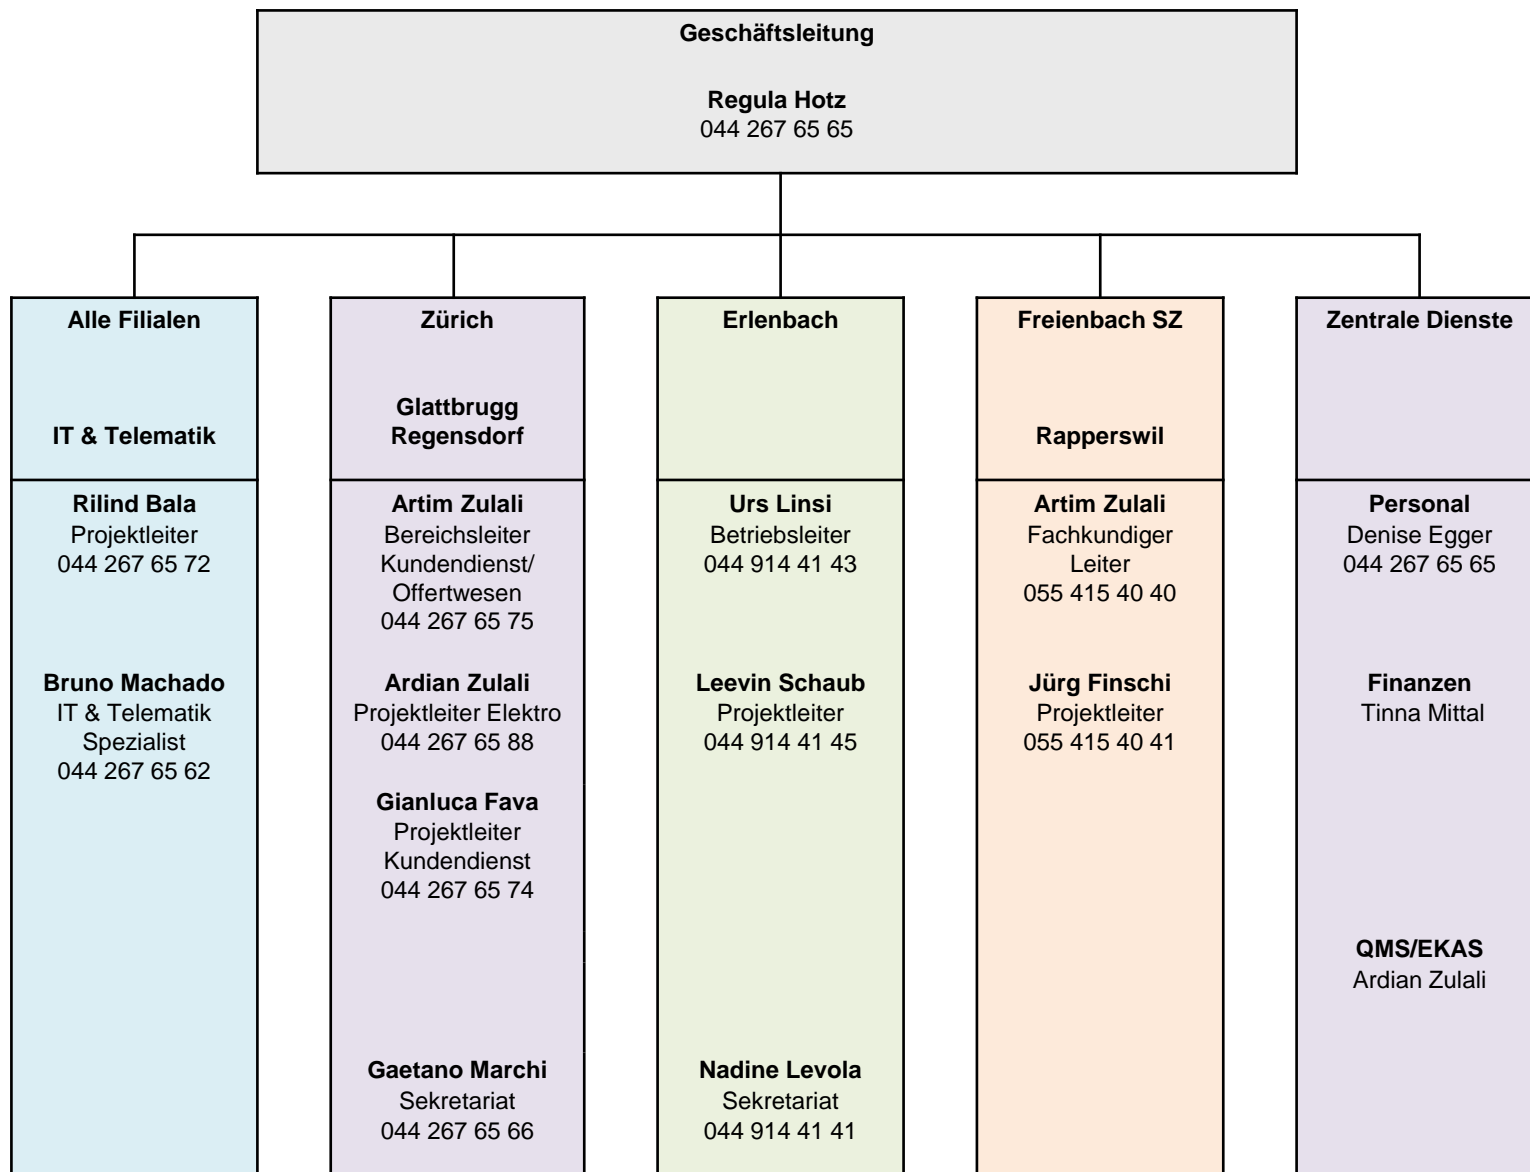 Geschäftsleitung
Regula Hotz
044 267 65 65
Alle Filialen
IT & Telematik
Rilind Bala
Projektleiter
044 267 65 72
Bruno Machado
IT & Telematik
Spezialist
044 267 65 62
Zürich
Glattbrugg
Regensdorf
Artim Zulali
Bereichsleiter
Kundendienst/
Offertwesen
044 267 65 75
Ardian Zulali
Projektleiter Elektro
044 267 65 88
Gianluca Fava
Projektleiter
Kundendienst
044 267 65 74
Gaetano Marchi
Sekretariat
044 267 65 66
Erlenbach
Urs Linsi
Betriebsleiter
044 914 41 43
Leevin Schaub
Projektleiter
044 914 41 45
Nadine Levola
Sekretariat
044 914 41 41
Freienbach SZ
Rapperswil
Artim Zulali
Fachkundiger
Leiter
055 415 40 40
Jürg Finschi
Projektleiter
055 415 40 41
Zentrale Dienste
Personal
Denise Egger
044 267 65 65
Finanzen
Tinna Mittal
QMS/EKAS
Ardian Zulali